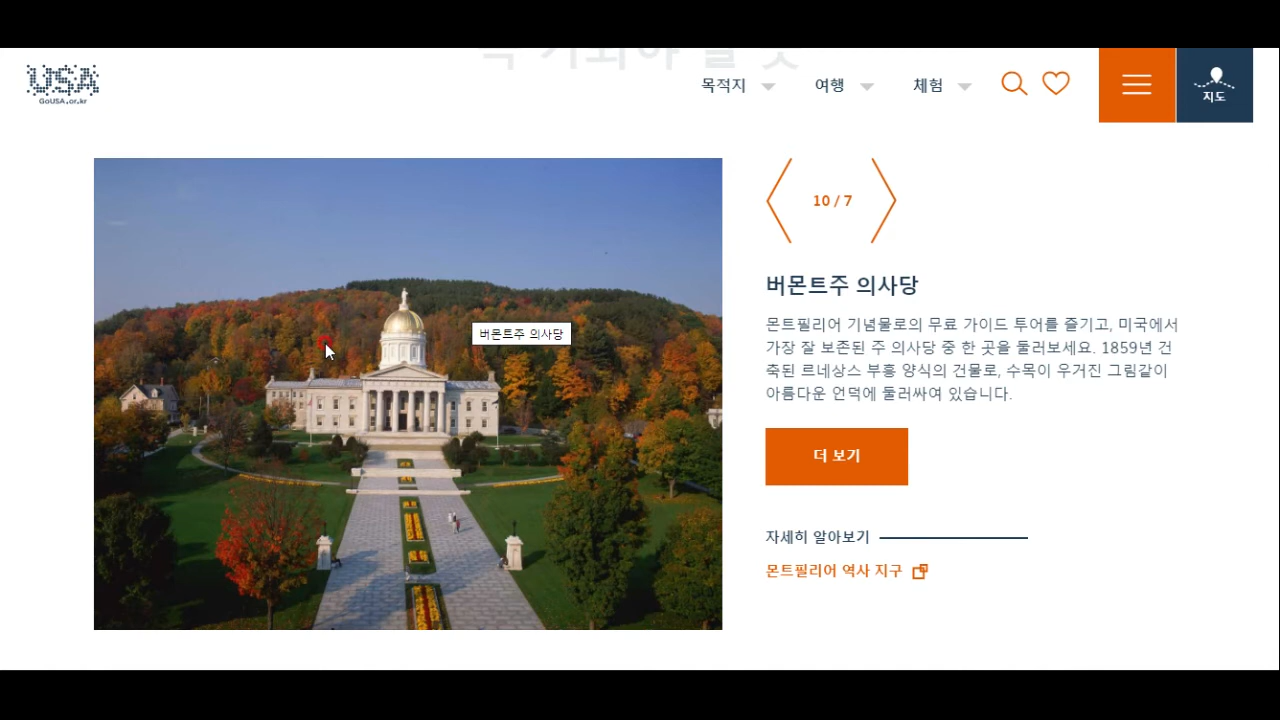 USA
GoUSA.or.kr
목적지
여행
체험
지도
10 / 7
버몬트주 의사당
버몬트주 의사당
몬트필리어 기념물로의 무료 가이드 투어를 즐기고, 미국에서
가장 잘 보존된 주 의사당 중 한 곳을 둘러보세요. 1859년 건
축된 르네상스 부흥 양식의 건물로, 수목이 우거진 그림같이
아름다운 언덕에 둘러싸여 있습니다.
더 보기
자세히 알아보기
몬트필리어 역사 지구